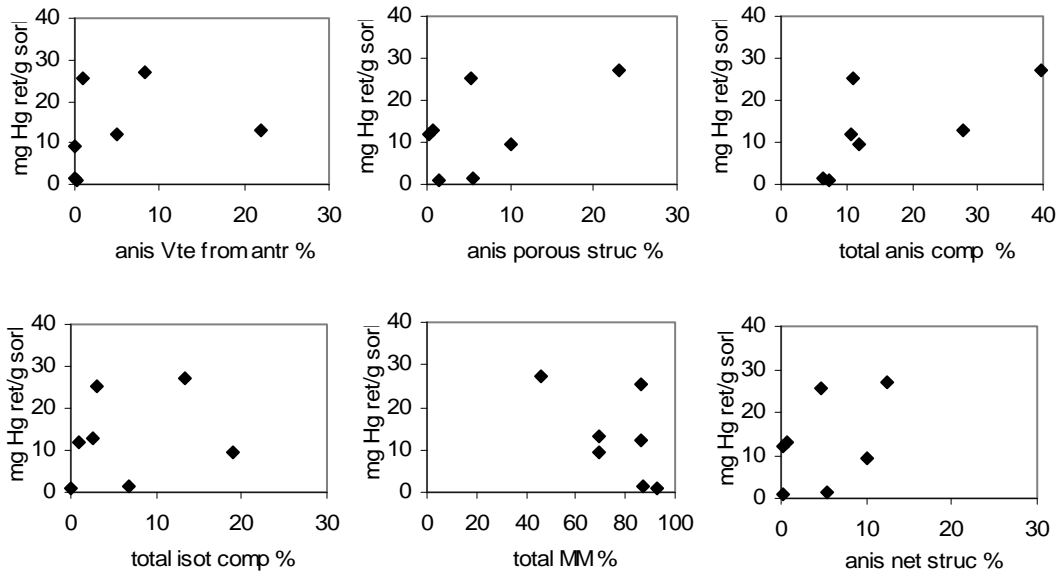 mg Hg ret/g sorl
40
30
20
10
0
0 10 20 30
anis Vte from antr %
mg Hg ret/g sorl
40
30
20
10
0
0 10 20 30
anis porous struc %
mg Hg ret/g sorl
40
30
20
10
0
0 10 20 30 40
total anis comp %
mg Hg ret/g sorl
40
30
20
10
0
0 10 20 30
total isot comp %
mg Hg ret/g sorl
40
30
20
10
0
0 20 40 60 80 100
total MM %
mg Hg ret/g sorl
40
30
20
10
0
0 10 20 30
anis net struc %